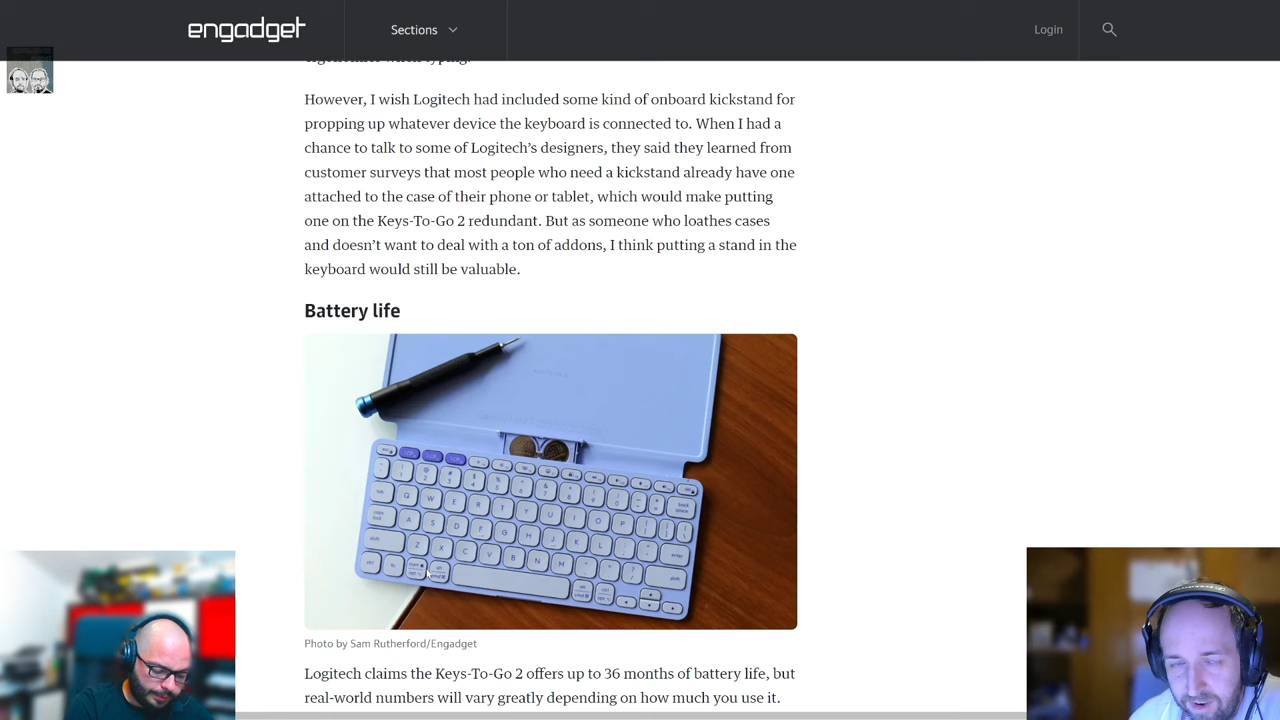 engadget
Sections
Login
However, I wish Logitech had included some kind of onboard kickstand for
propping up whatever device the keyboard is connected to. When I had a
chance to talk to some of Logitech's designers, they said they learned from
customer surveys that most people who need a kickstand already have one
attached to the case of their phone or tablet, which would make putting
one on the Keys-To-Go 2 redundant. But as someone who loathes cases
and doesn't want to deal with a ton of addons, I think putting a stand in the
keyboard would still be valuable.
Battery life
Q W E R T Y U I O P
A S D F G H J K L
Z X C V B N M
Photo by Sam Rutherford/Engadget
Logitech claims the Keys-To-Go 2 offers up to 36 months of battery life, but
real-world numbers will vary greatly depending on how much you use it.